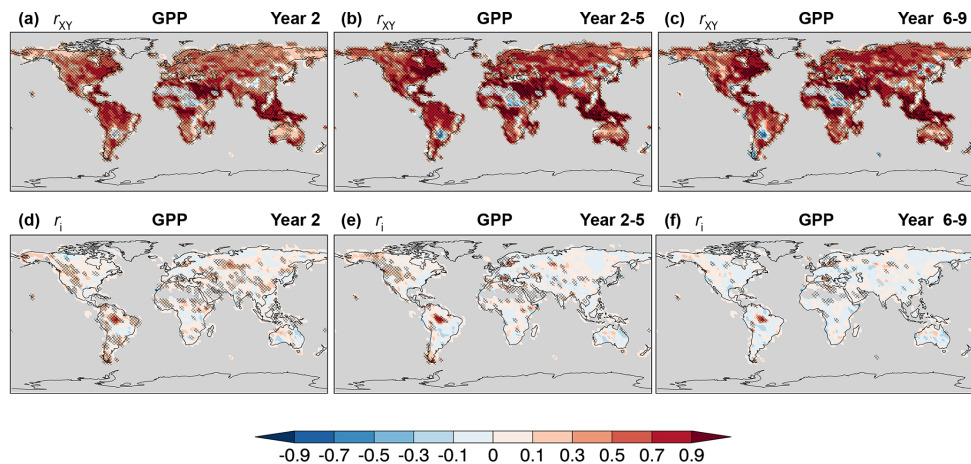 (a) rXY GPP Year 2
(b) rXY GPP Year 2-5
(c) rXY GPP Year 6-9
(d) ri GPP Year 2
(e) ri GPP Year 2-5
(f) ri GPP Year 6-9
-0.9 -0.7 -0.5 -0.3 -0.1 0 0.1 0.3 0.5 0.7 0.9